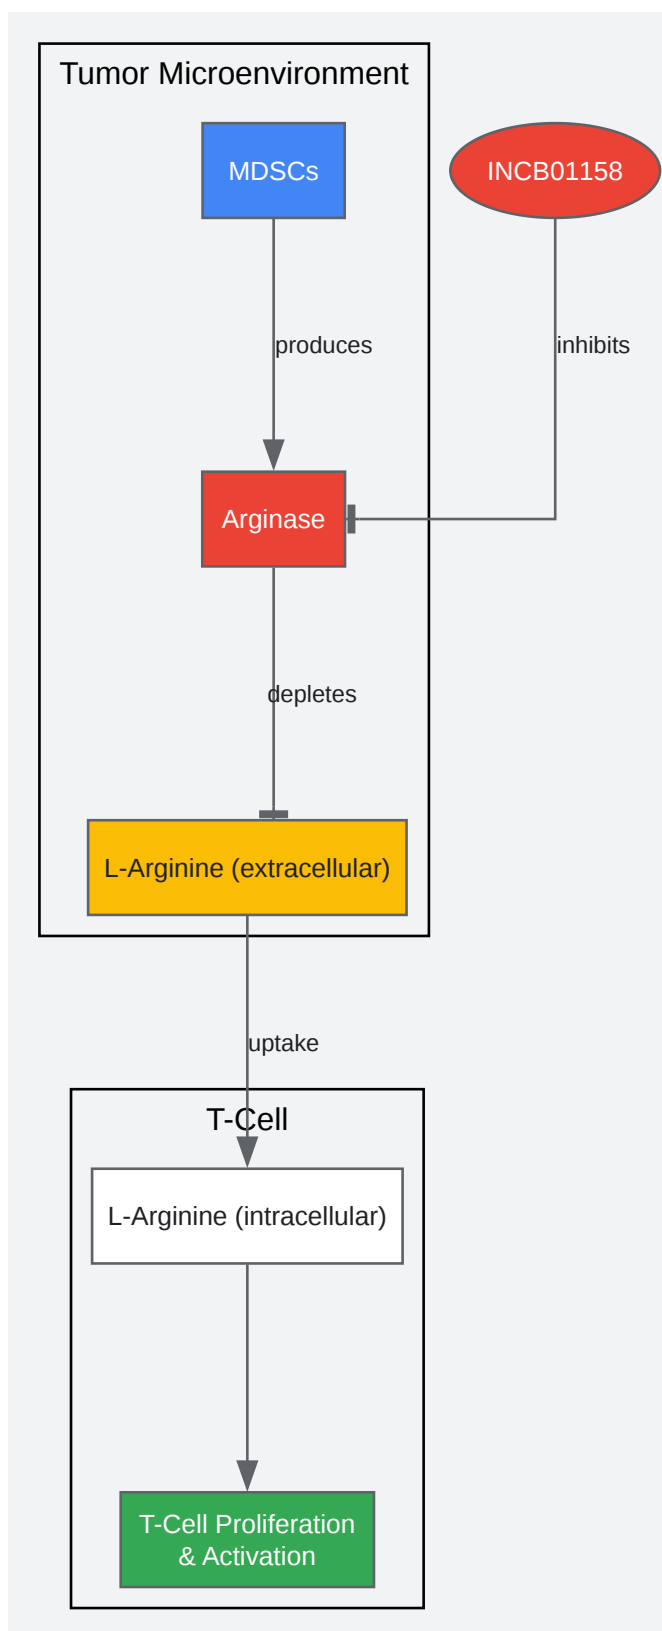 Tumor Microenvironment
MDSCs
INCB01158
produces
inhibits
Arginase
depletes
L-Arginine (extracellular)
uptake
T-Cell
L-Arginine (intracellular)
T-Cell Proliferation
& Activation